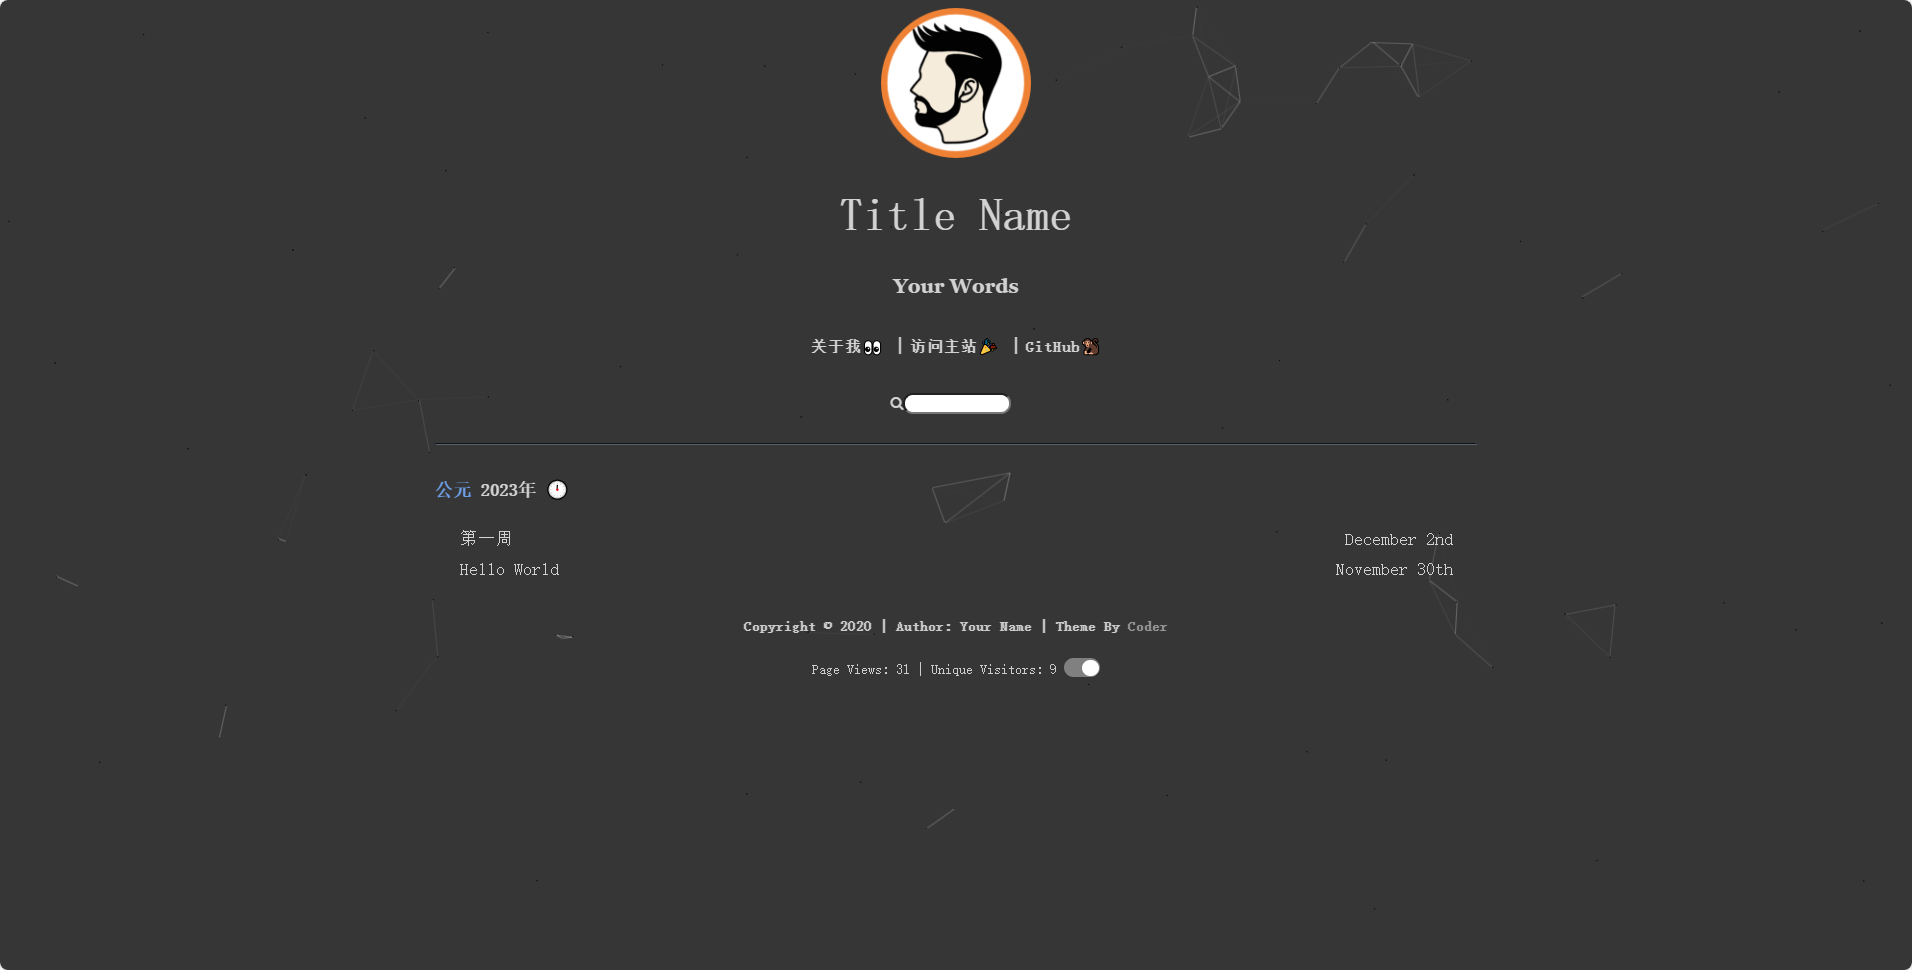 Title Name
Your Words
关于我👀 | 访问主站🎉 | GitHub🐒
公元 2023年 🕛
第一周 December 2nd
Hello World November 30th
Copyright © 2020 | Author: Your Name | Theme By Coder
Page Views: 31 | Unique Visitors: 9